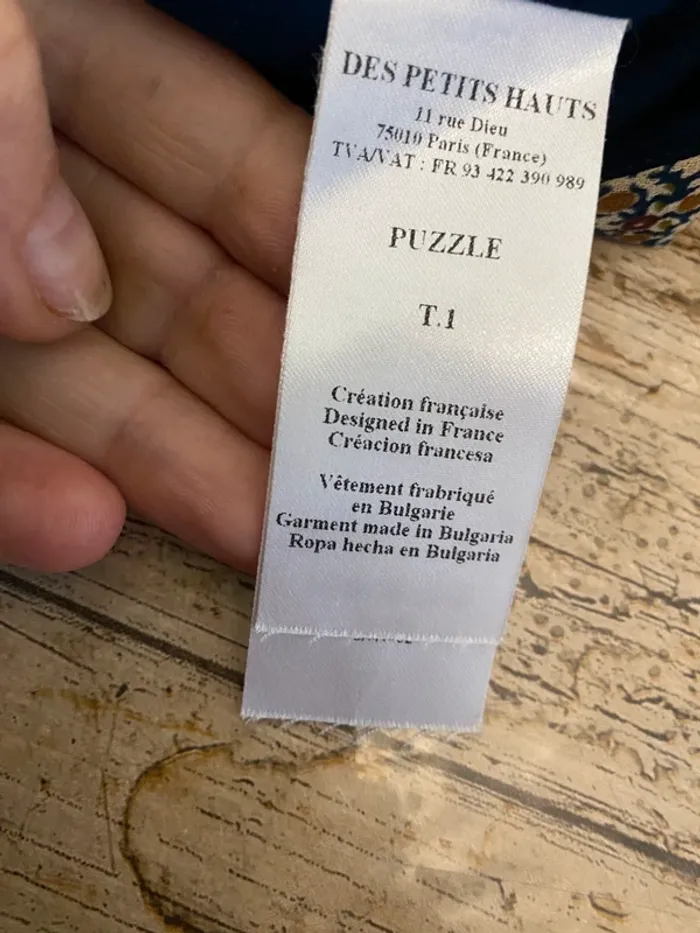 DES PETITS HAUTS
11 rue Dieu
75010 Paris (France)
TVA/VAT : FR 93 422 390 989
PUZZLE
T.1
Création française
Designed in France
Créacion francesa
Vêtement frabriqué
en Bulgarie
Garment made in Bulgaria
Ropa hecha en Bulgaria